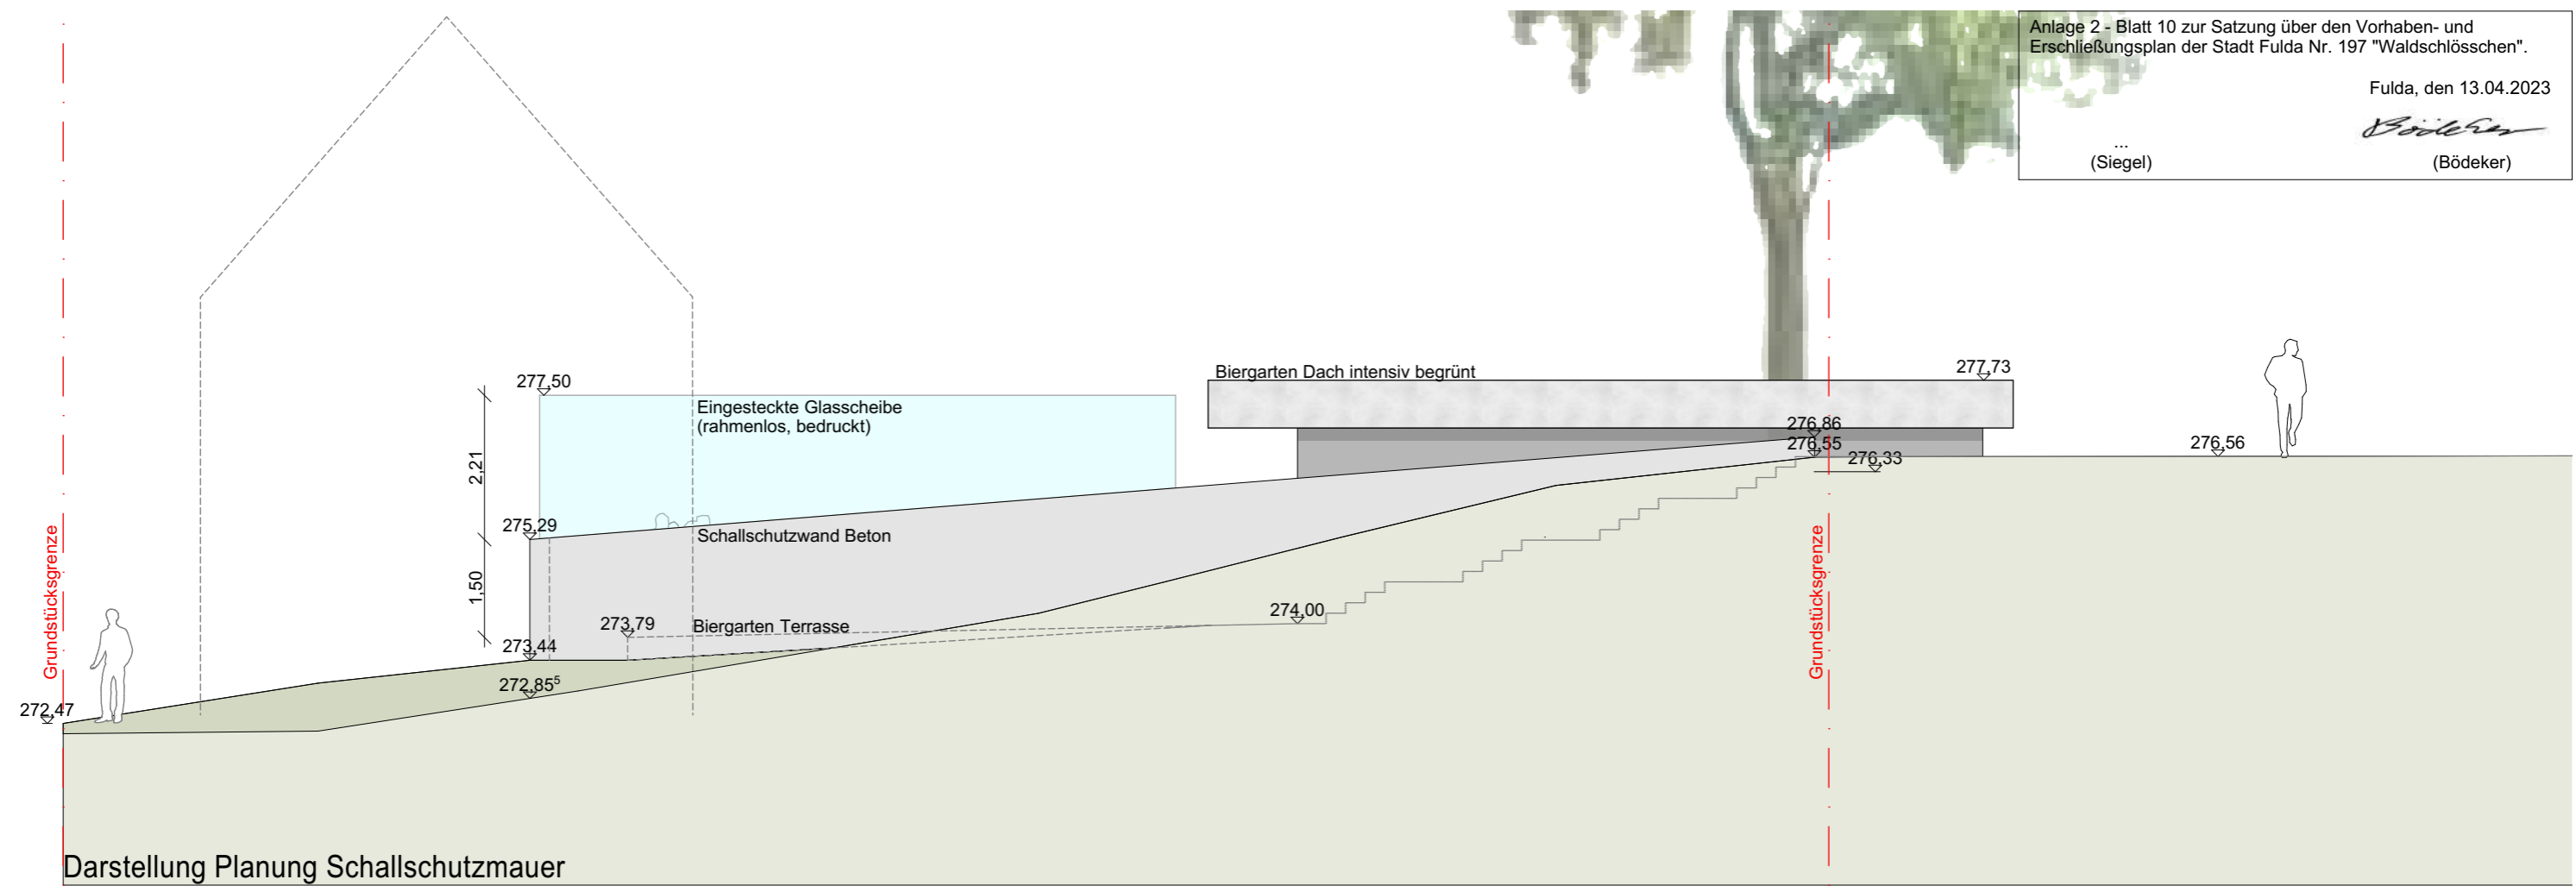 Anlage 2 - Blatt 10 zur Satzung über den Vorhaben- und
Erschließungsplan der Stadt Fulda Nr. 197 "Waldschlösschen".
Fulda, den 13.04.2023
Bödeker
...
(Siegel)
(Bödeker)
277,50
Eingesteckte Glasscheibe
(rahmenlos, bedruckt)
Biergarten Dach intensiv begrünt
277,73
276,86
276,55
276,33
276,56
2,21
275,29
Schallschutzwand Beton
1,50
273,79
Biergarten Terrasse
274,00
273,44
272,85⁵
272,47
Grundstücksgrenze
Grundstücksgrenze
Darstellung Planung Schallschutzmauer